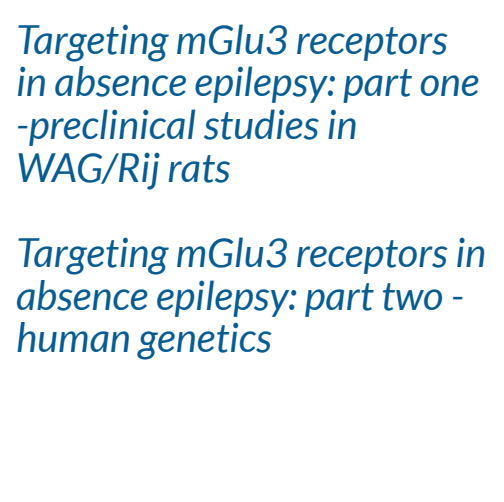 Targeting mGlu3 receptors
in absence epilepsy: part one
-preclinical studies in
WAG/Rij rats
Targeting mGlu3 receptors in
absence epilepsy: part two -
human genetics